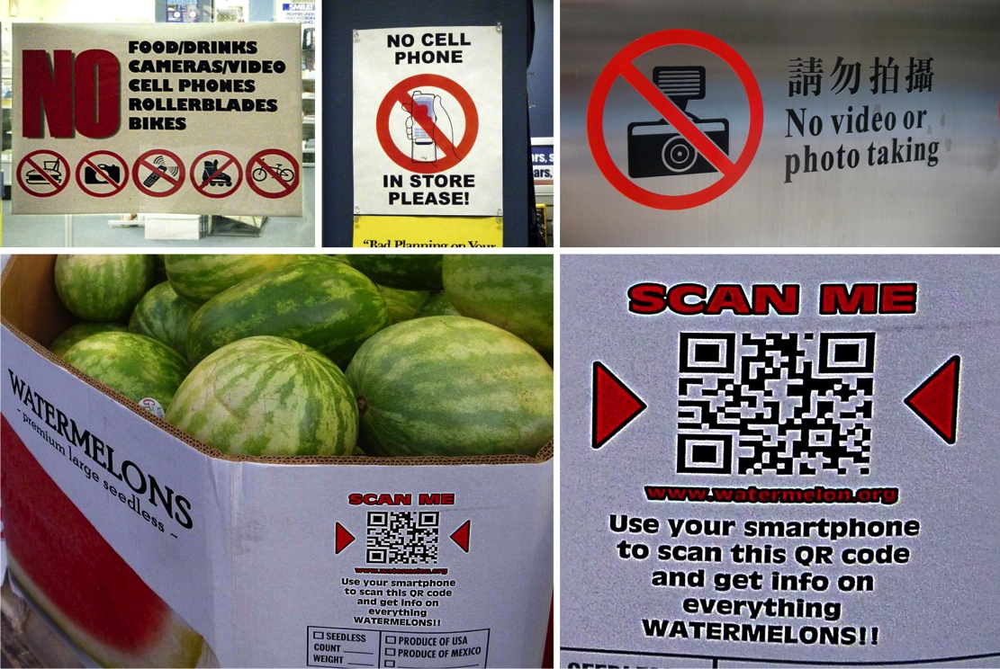 SMILE!
NO
FOOD/DRINKS
CAMERAS/VIDEO
CELL PHONES
ROLLERBLADES
BIKES
NO CELL
PHONE
IN STORE
PLEASE!
“Bad Planning on Your
請勿拍攝
No video or
photo taking
WATERMELONS
- premium large seedless -
SCAN ME
www.watermelon.org
Use your smartphone
to scan this QR code
and get info on
everything
WATERMELONS!!
SEEDLESS
COUNT
WEIGHT
PRODUCE OF USA
PRODUCE OF MEXICO
SCAN ME
www.watermelon.org
Use your smartphone
to scan this QR code
and get info on
everything
WATERMELONS!!